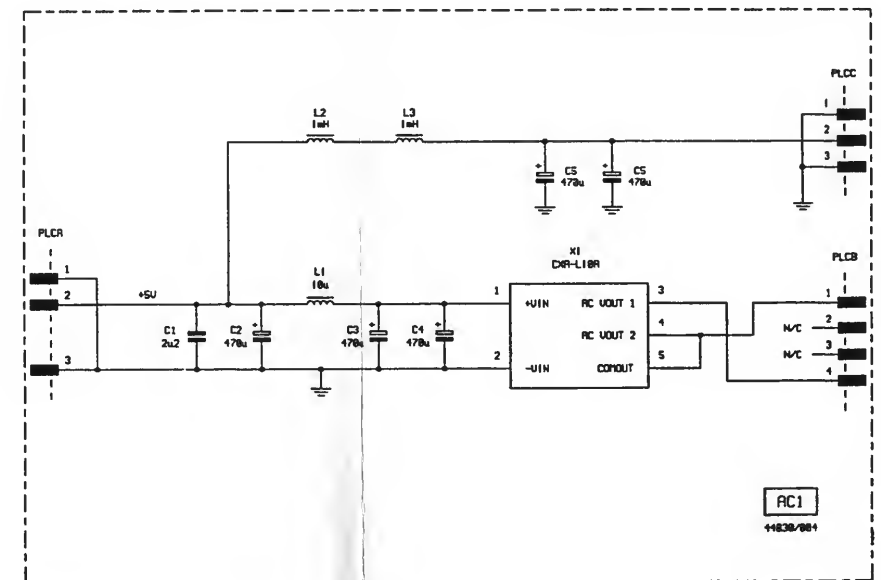 PLCC
L2
1mH
L3
1mH
1
2
3
C5
470u
C5
470u
PLCA
1
2
3
+5V
L1
10u
C1
2u2
C2
470u
C3
470u
C4
470u
X1
CXA-L10A
1
+VIN
2
-VIN
AC VOUT 1
3
AC VOUT 2
4
COMOUT
5
PLCB
1
N/C
2
N/C
3
4
AC1
44830/004